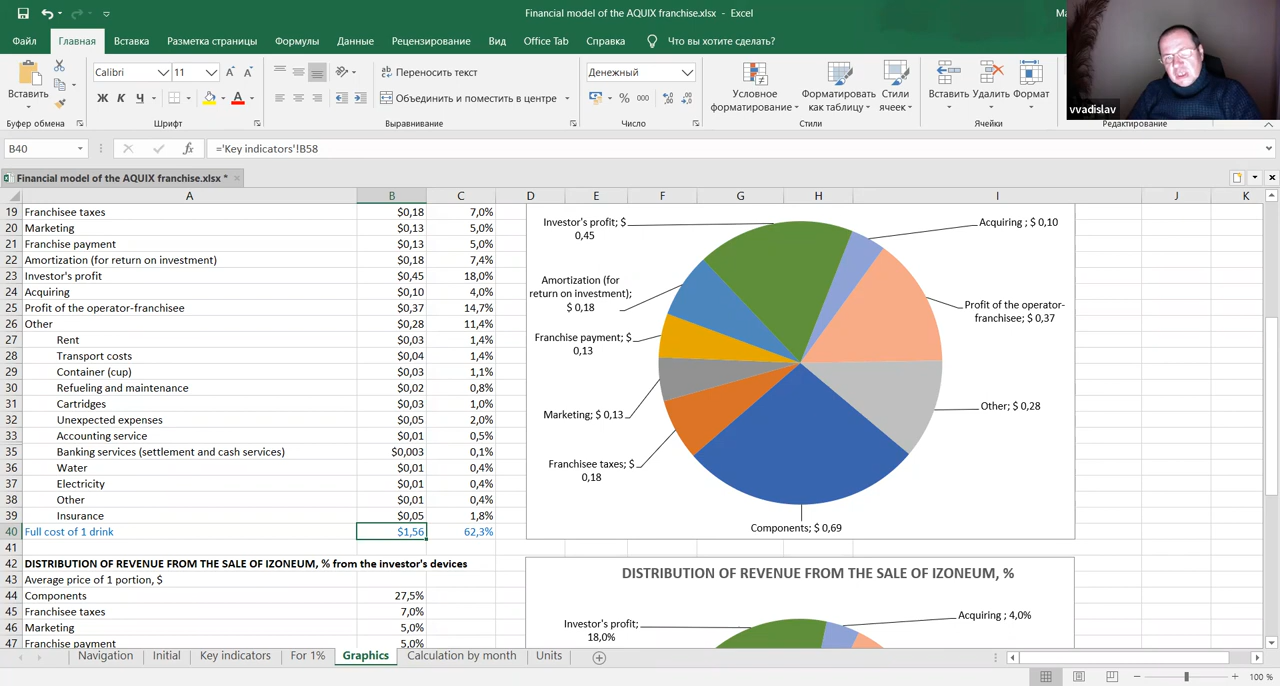 Financial model of the AQUIX franchise.xlsx - Excel
Файл Главная Вставка Разметка страницы Формулы Данные Рецензирование Вид Office Tab Справка Что вы хотите сделать?
vvadislav
Вставить
Буфер обмена
Calibri 11
Ж К Ч
Шрифт
Переносить текст
Объединить и поместить в центре
Выравнивание
Денежный
% 000
Число
Условное форматирование
Форматировать как таблицу
Стили ячеек
Стили
Вставить Удалить Формат
Ячейки
Редактирование
B40 fx ='Key indicators'!B58
Financial model of the AQUIX franchise.xlsx *
A B C D E F G H I J K
19 Franchisee taxes $0,18 7,0%
20 Marketing $0,13 5,0%
21 Franchise payment $0,13 5,0%
22 Amortization (for return on investment) $0,18 7,4%
23 Investor's profit $0,45 18,0%
24 Acquiring $0,10 4,0%
25 Profit of the operator-franchisee $0,37 14,7%
26 Other $0,28 11,4%
27 Rent $0,03 1,4%
28 Transport costs $0,04 1,4%
29 Container (cup) $0,03 1,1%
30 Refueling and maintenance $0,02 0,8%
31 Cartridges $0,03 1,0%
32 Unexpected expenses $0,05 2,0%
33 Accounting service $0,01 0,5%
35 Banking services (settlement and cash services) $0,003 0,1%
36 Water $0,01 0,4%
37 Electricity $0,01 0,4%
38 Other $0,01 0,4%
39 Insurance $0,05 1,8%
40 Full cost of 1 drink $1,56 62,3%
41
42 DISTRIBUTION OF REVENUE FROM THE SALE OF IZONEUM, % from the investor's devices
43 Average price of 1 portion, $
44 Components 27,5%
45 Franchisee taxes 7,0%
46 Marketing 5,0%
47 Franchise payment 5,0%
Investor's profit; $
0,45
Acquiring ; $ 0,10
Amortization (for
return on investment);
$ 0,18
Profit of the operator-
franchisee; $ 0,37
Franchise payment; $
0,13
Other; $ 0,28
Marketing; $ 0,13
Franchisee taxes; $
0,18
Components; $ 0,69
DISTRIBUTION OF REVENUE FROM THE SALE OF IZONEUM, %
Investor's profit;
18,0%
Acquiring ; 4,0%
Navigation Initial Key indicators For 1% Graphics Calculation by month Units
100 %